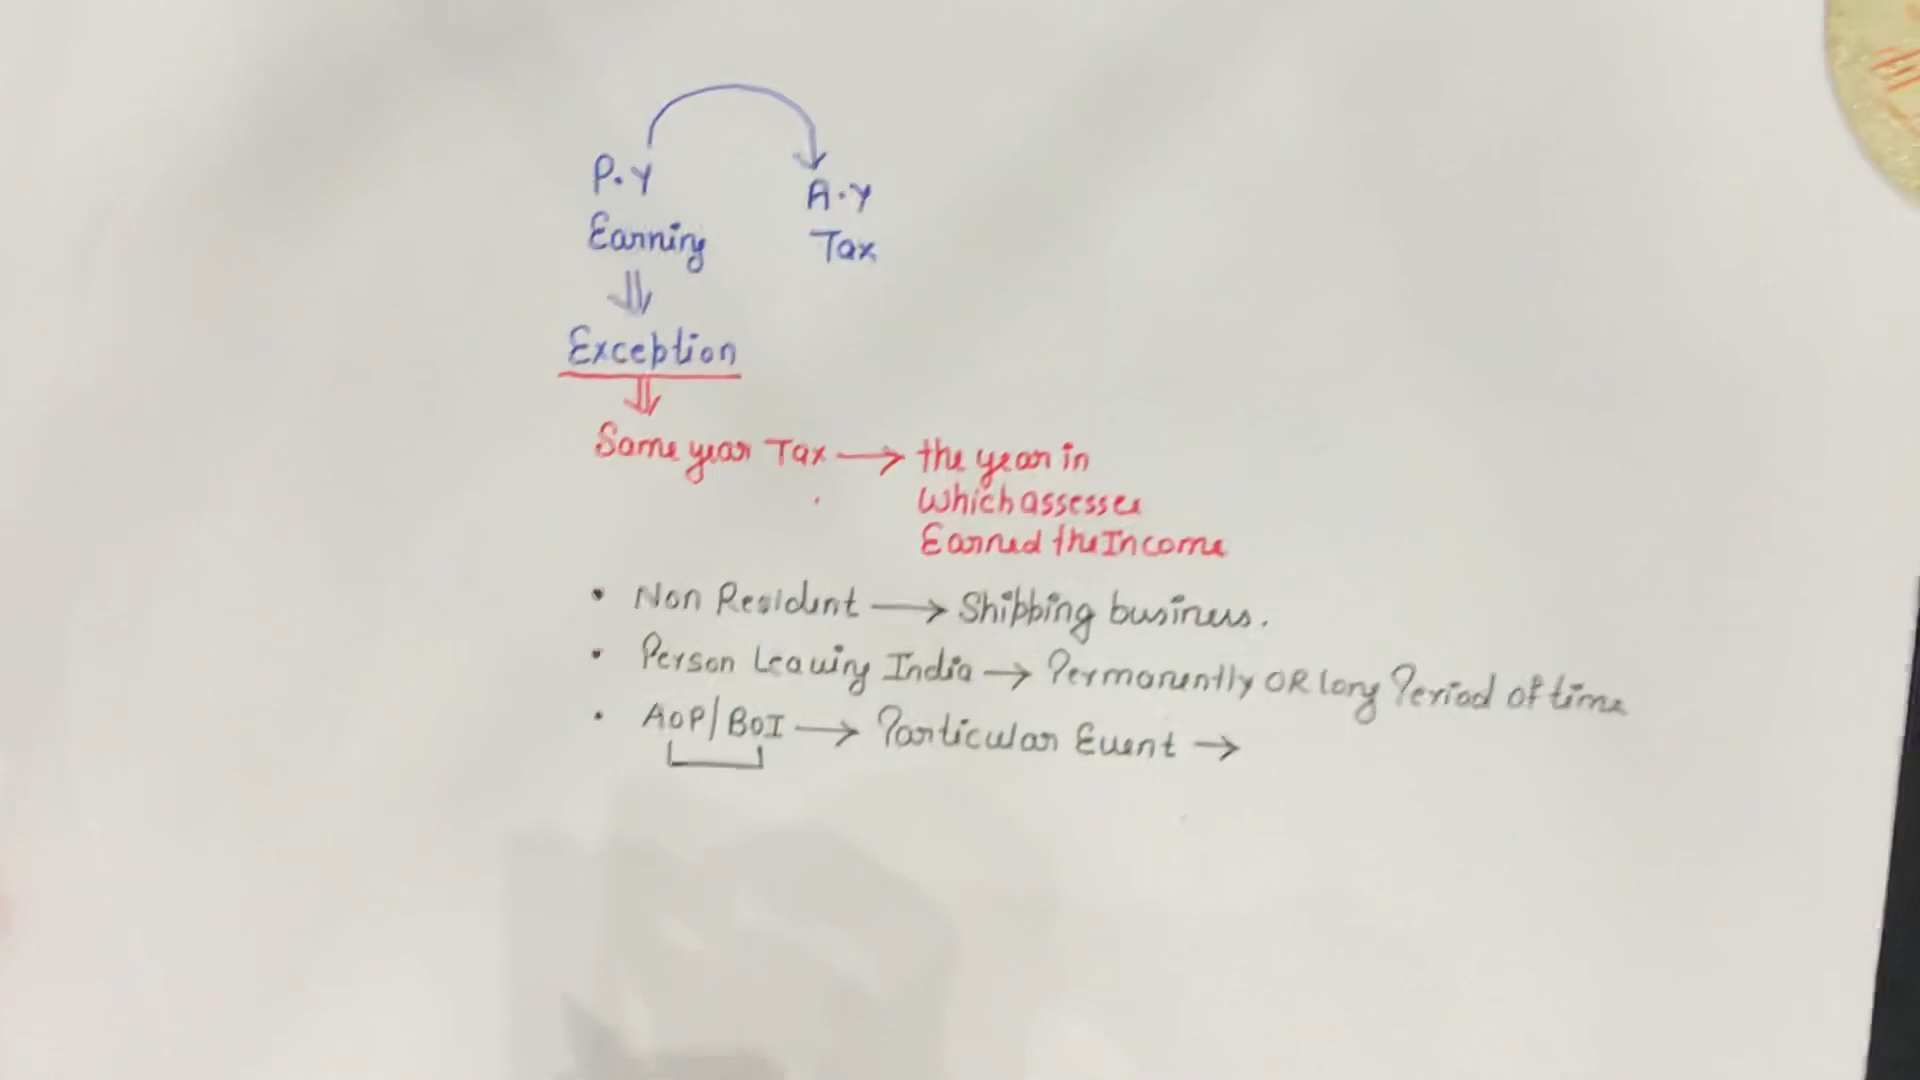 P.Y
A.Y
Earning
Tax
Exception
Same year Tax → the year in
which assessee
Earned the Income
• Non Resident → Shipping business.
• Person Leaving India → Permanently OR long Period of time
• AOP/BOI → Particular Event →